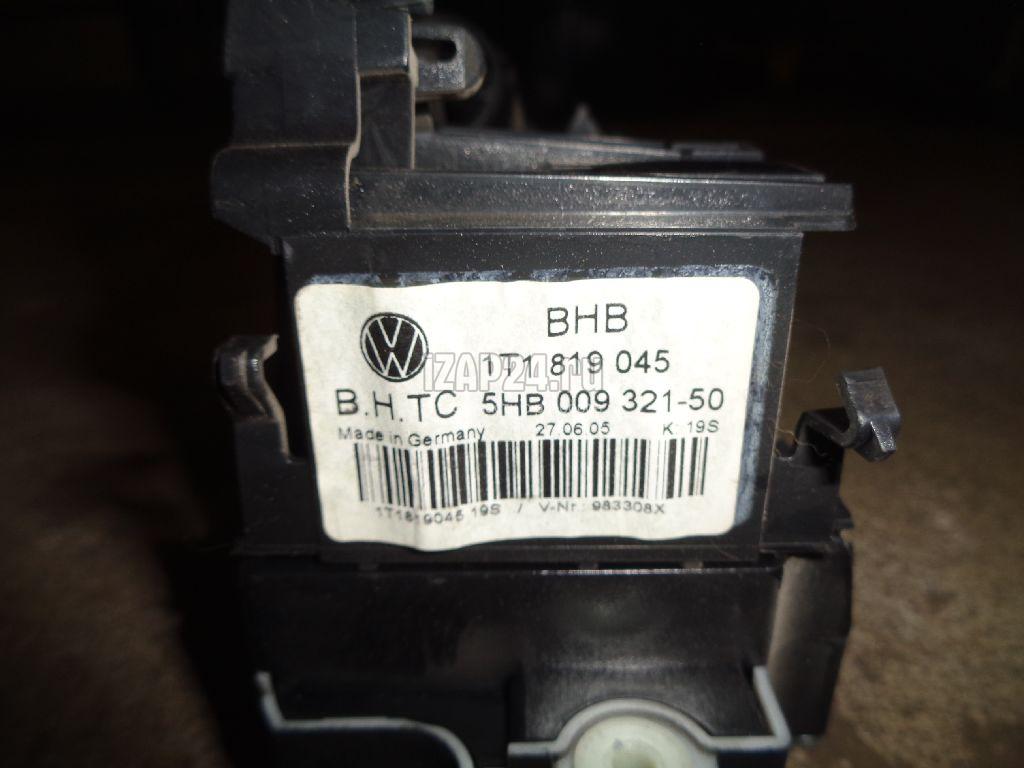 BHB
1T1 819 045
iZAP24.ru
B.H.TC 5HB 009 321-50
Made in Germany 27.06.05 K: 19S
1T1819045 19S / V-Nr.: 983308X